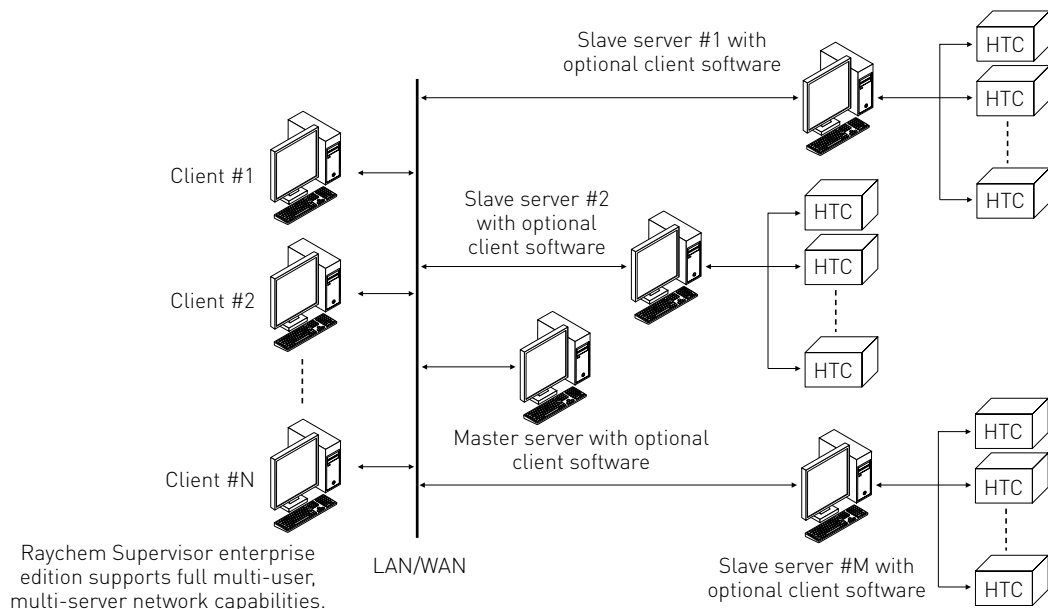 Slave server #1 with
optional client software
HTC
HTC
HTC
Client #1
Slave server #2
with optional
client software
HTC
HTC
HTC
Client #2
Master server with optional
client software
Client #N
HTC
HTC
HTC
Slave server #M with
optional client software
LAN/WAN
Raychem Supervisor enterprise
edition supports full multi-user,
multi-server network capabilities.